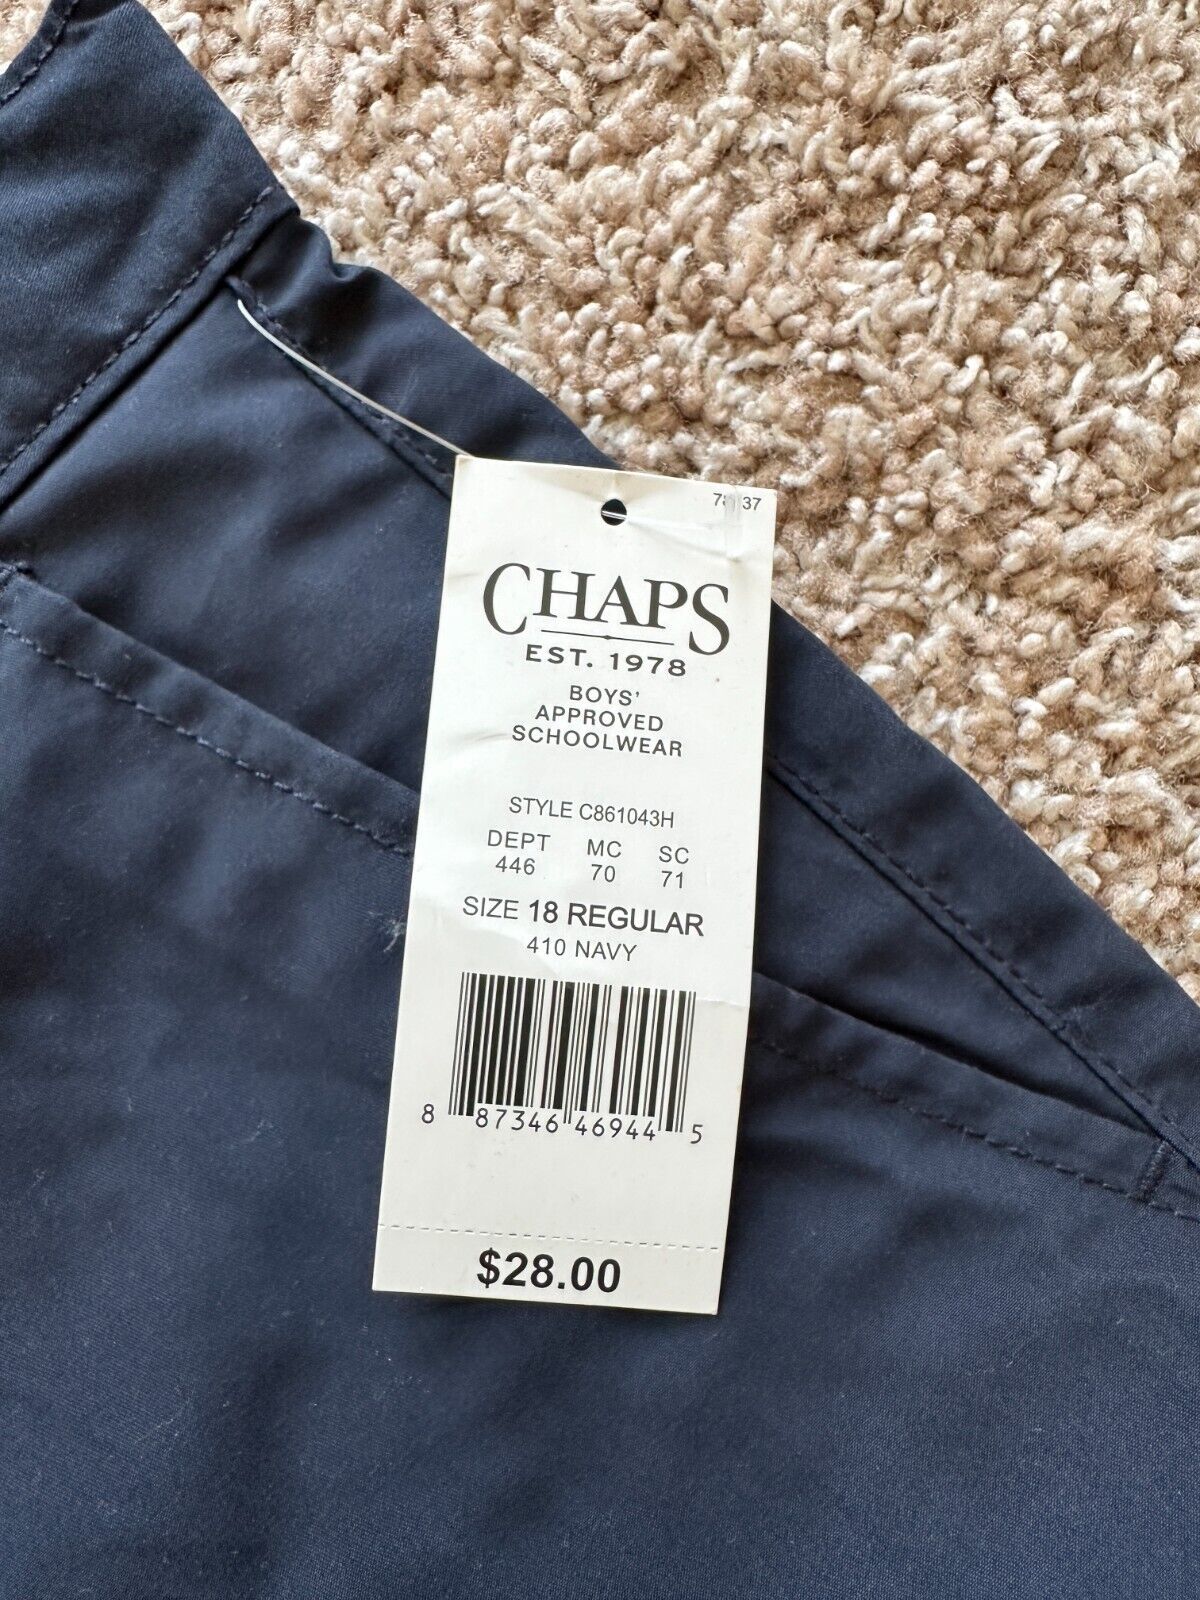 CHAPS
EST. 1978
BOYS'
APPROVED
SCHOOLWEAR
STYLE C861043H
DEPT MC SC
446 70 71
SIZE 18 REGULAR
410 NAVY
8 87346 46944 5
$28.00